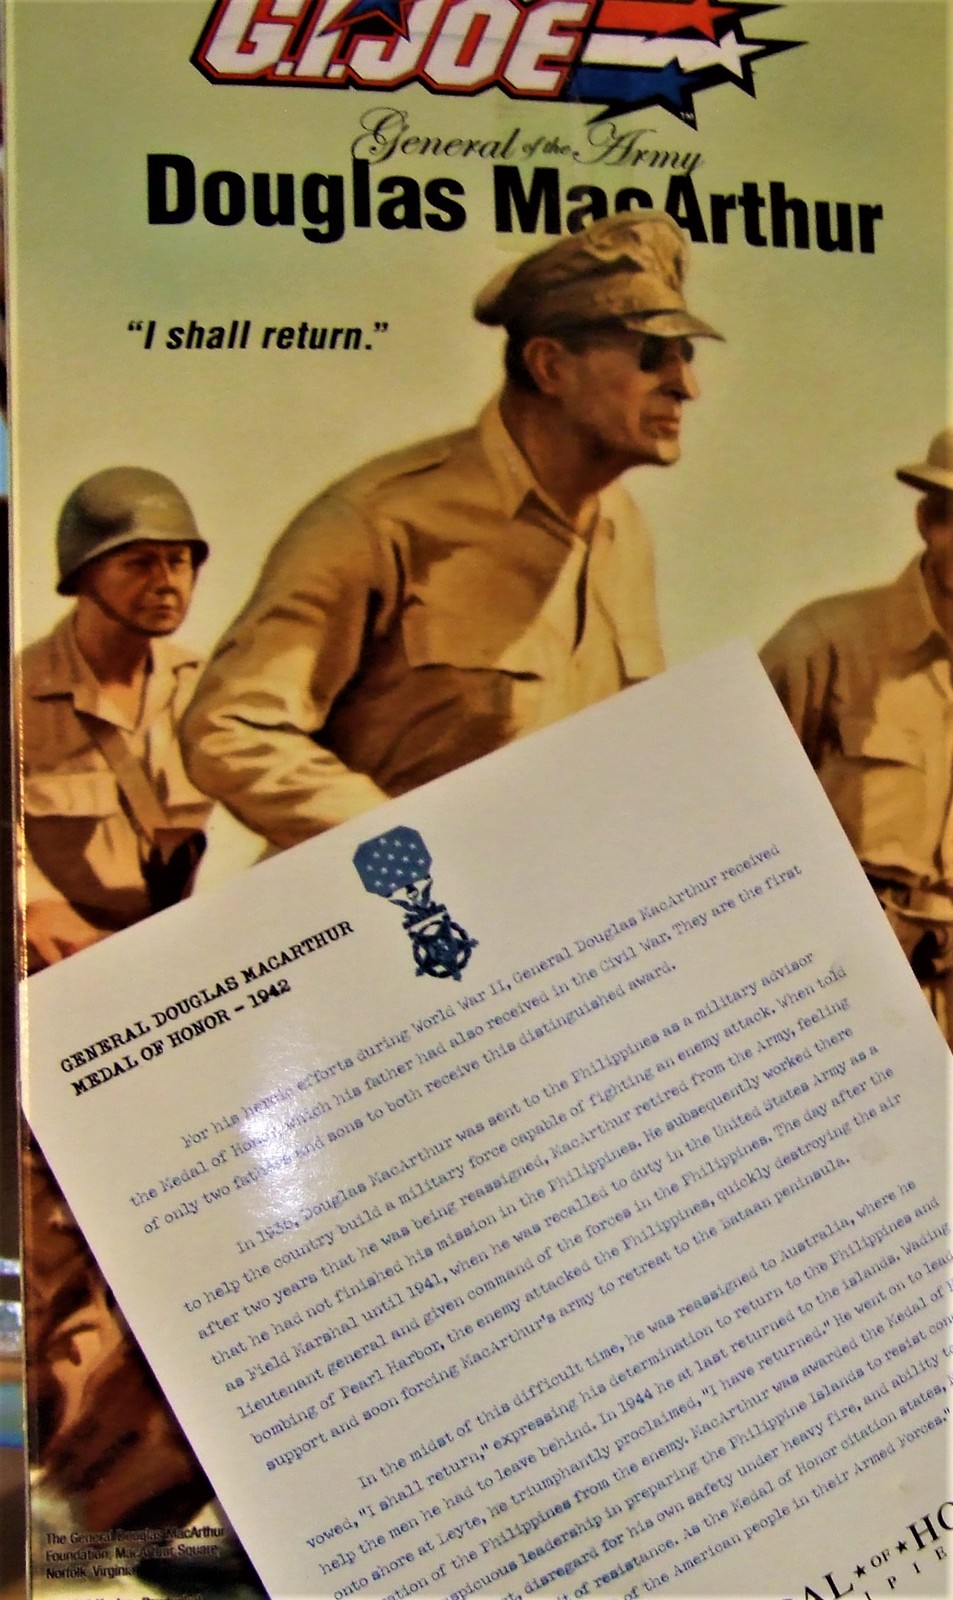 G.I.JOE
TM
General of the Army
Douglas MacArthur
“I shall return.”
GENERAL DOUGLAS MACARTHUR
MEDAL OF HONOR - 1942
For his heroic efforts during World War II, General Douglas MacArthur received
the Medal of Honor, which his father had also received in the Civil War. They are the first
of only two fathers and sons to both receive this distinguished award.
In 1935, Douglas MacArthur was sent to the Philippines as a military advisor
to help the country build a military force capable of fighting an enemy attack. When told
after two years that he was being reassigned, MacArthur retired from the Army, feeling
that he had not finished his mission in the Philippines. He subsequently worked there
as Field Marshal until 1941, when he was recalled to duty in the United States Army as a
lieutenant general and given command of the forces in the Philippines. The day after the
bombing of Pearl Harbor, the enemy attacked the Philippines, quickly destroying the air
support and soon forcing MacArthur's army to retreat to the Bataan peninsula.
In the midst of this difficult time, he was reassigned to Australia, where he
vowed, "I shall return," expressing his determination to return to the Philippines and
help the men he had to leave behind. In 1944 he at last returned to the islands. Wading
onto shore at Leyte, he triumphantly proclaimed, "I have returned." He went on to lead
ation of the Philippines from the enemy. MacArthur was awarded the Medal of
spicuous leadership in preparing the Philippine Islands to resist con
disregard for his own safety under heavy fire, and ability to
t of resistance. As the Medal of Honor citation states,
of the American people in their Armed Forces."
AL★OF★HO
I P I E
The General Douglas MacArthur
Foundation, MacArthur Square,
Norfolk, Virginia